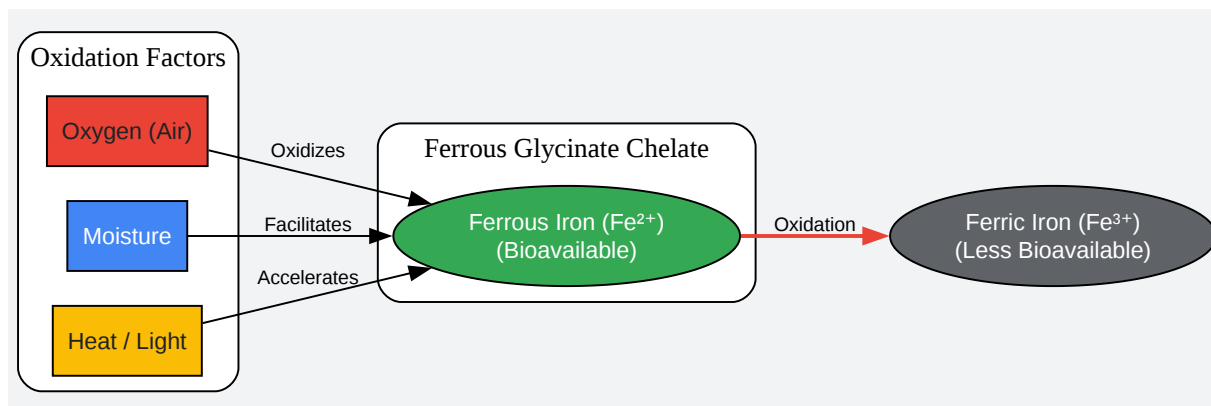 Oxidation Factors
Oxygen (Air)
Moisture
Heat / Light
Oxidizes
Facilitates
Accelerates
Ferrous Glycinate Chelate
Ferrous Iron (Fe²⁺)
(Bioavailable)
Oxidation
Ferric Iron (Fe³⁺)
(Less Bioavailable)